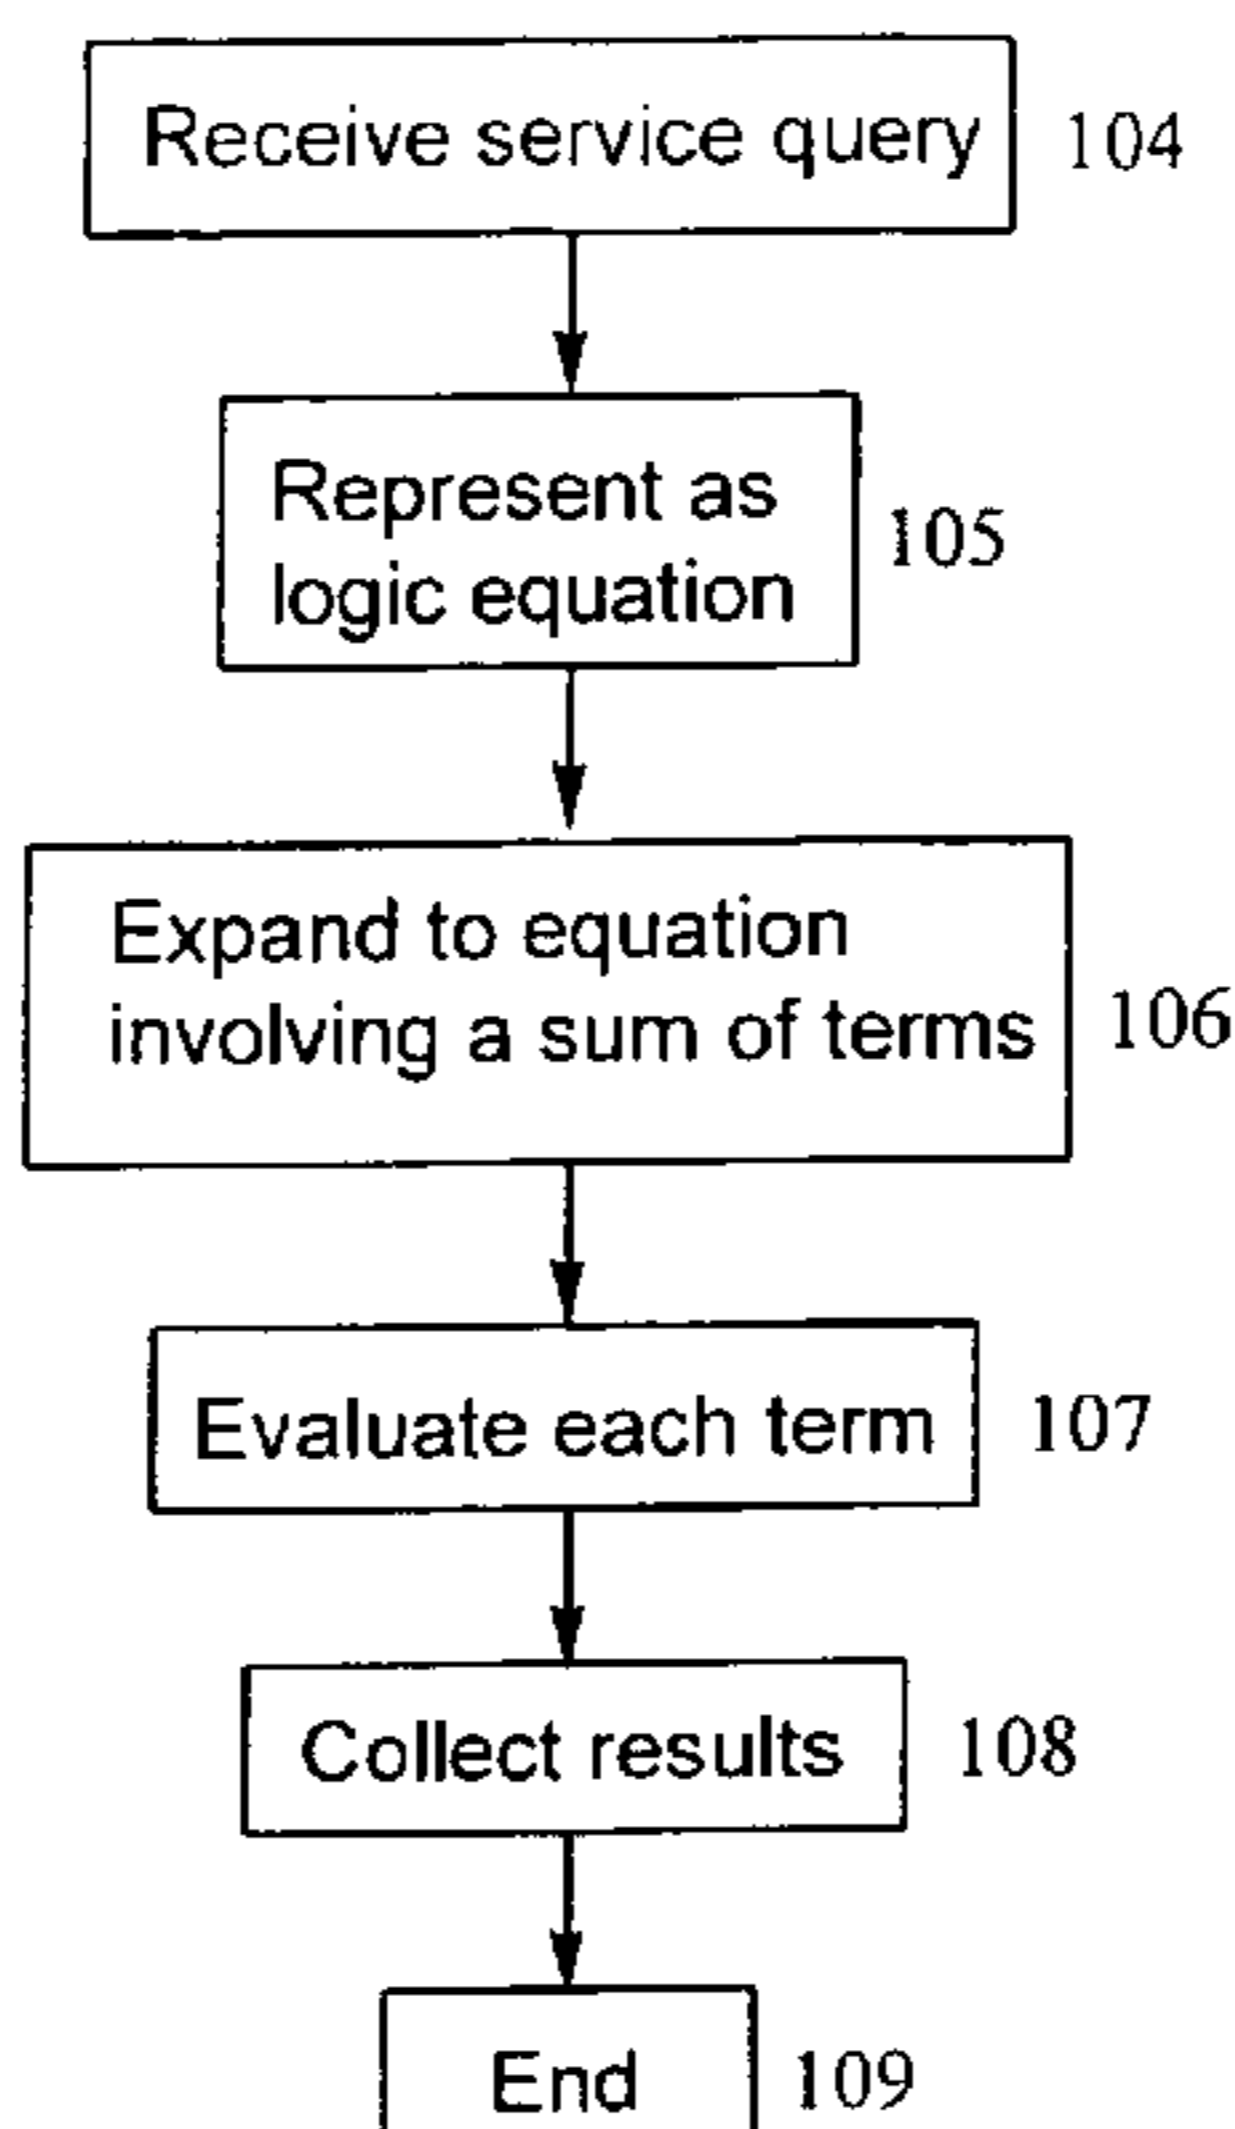 Receive service query 104
Represent as
logic equation 105
Expand to equation
involving a sum of terms 106
Evaluate each term 107
Collect results 108
End 109